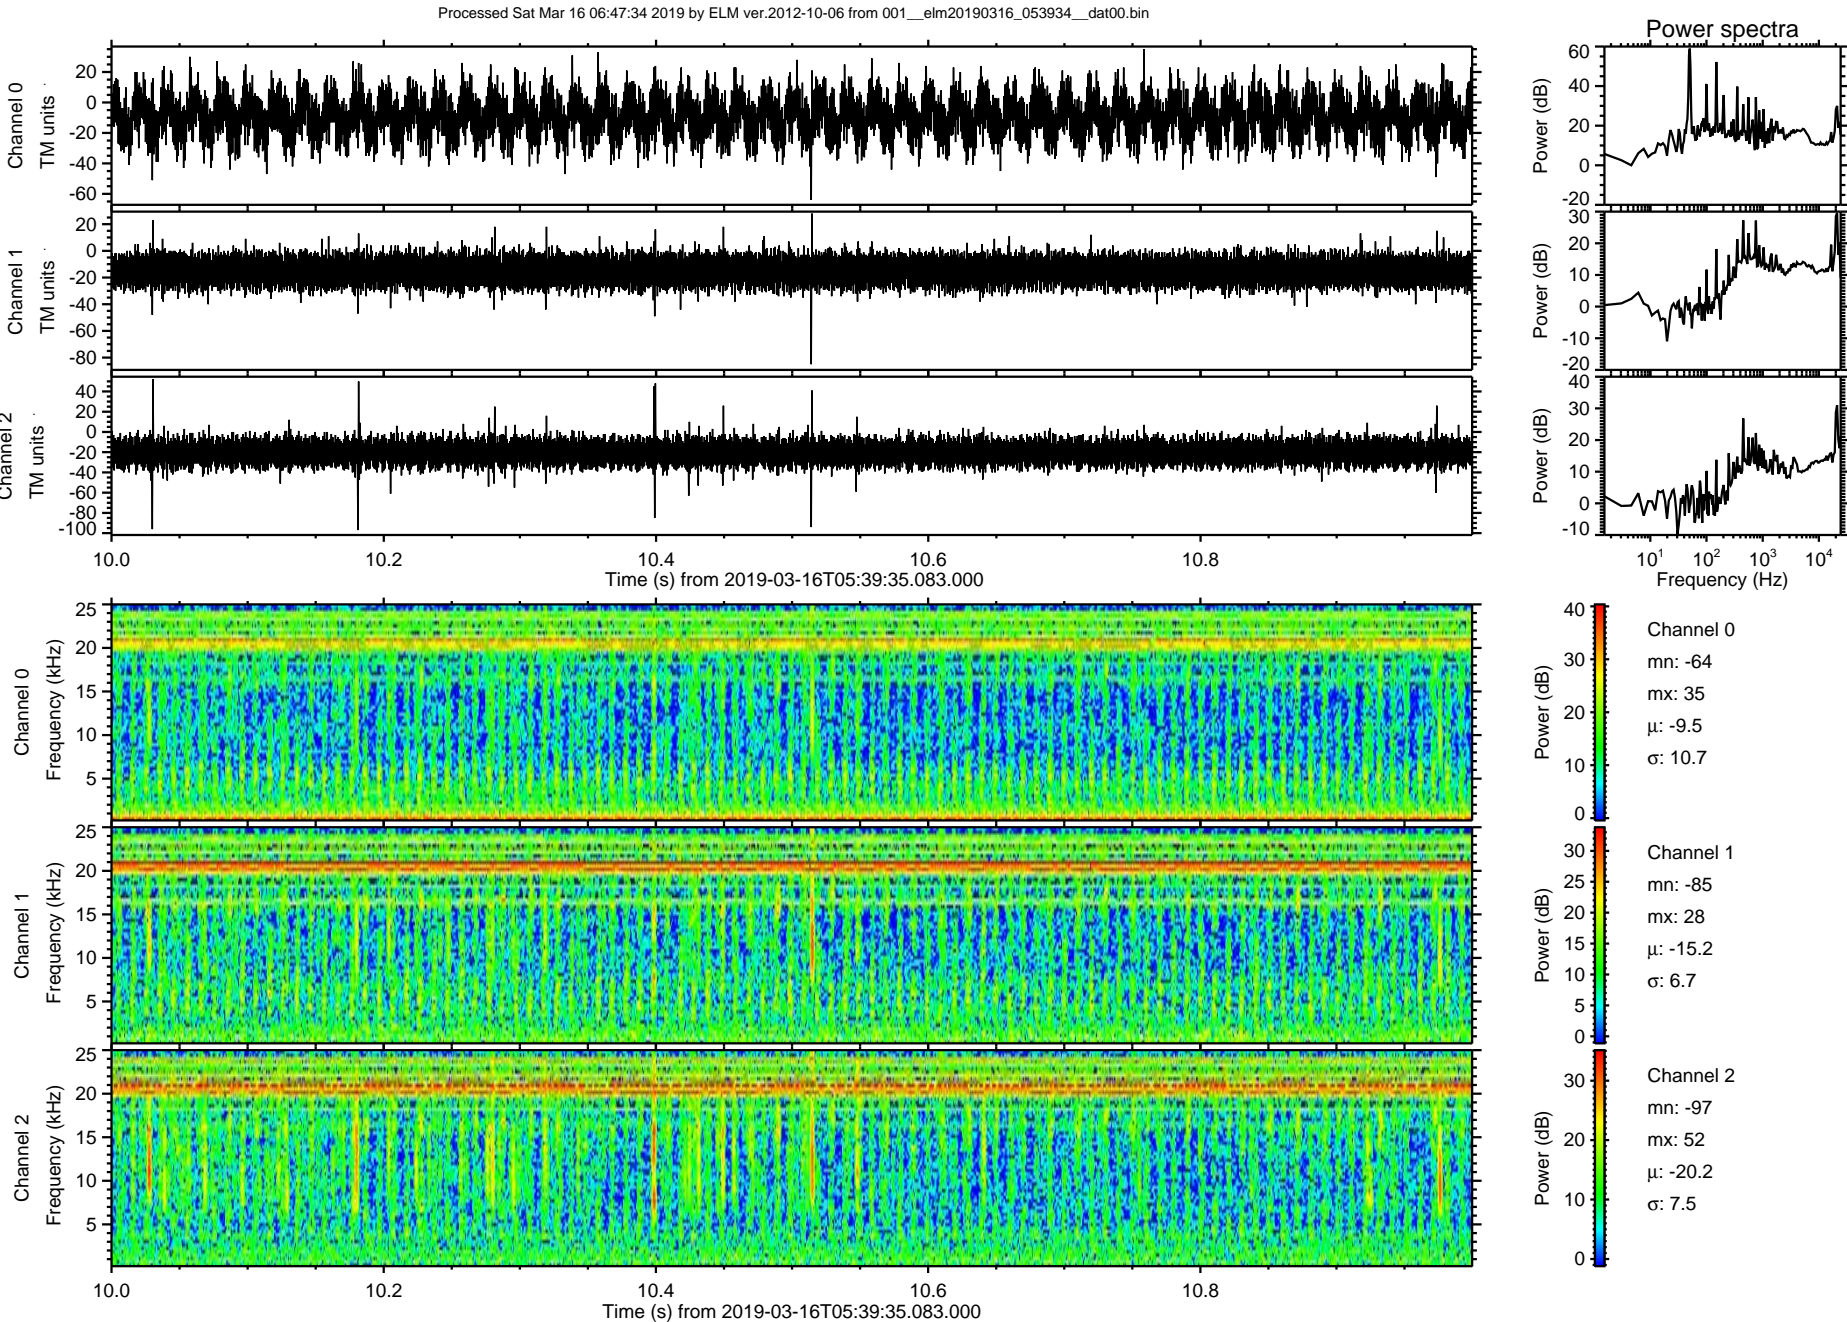 Processed Sat Mar 16 06:47:34 2019 by ELM ver.2012-10-06 from 001__elm20190316_053934__dat00.bin
Power spectra
Channel 0
TM units
20
0
-20
-40
-60
Power (dB)
60
40
20
0
-20
Channel 1
TM units
20
0
-20
-40
-60
-80
Power (dB)
30
20
10
0
-10
-20
Channel 2
TM units
40
20
0
-20
-40
-60
-80
-100
Power (dB)
40
30
20
10
0
-10
10.0 10.2 10.4 10.6 10.8
Time (s) from 2019-03-16T05:39:35.083.000
10¹ 10² 10³ 10⁴
Frequency (Hz)
Channel 0
Frequency (kHz)
25
20
15
10
5
Power (dB)
40
30
20
10
0
Channel 0
mn: -64
mx: 35
μ: -9.5
σ: 10.7
Channel 1
Frequency (kHz)
25
20
15
10
5
Power (dB)
30
25
20
15
10
5
0
Channel 1
mn: -85
mx: 28
μ: -15.2
σ: 6.7
Channel 2
Frequency (kHz)
25
20
15
10
5
Power (dB)
30
20
10
0
Channel 2
mn: -97
mx: 52
μ: -20.2
σ: 7.5
10.0 10.2 10.4 10.6 10.8
Time (s) from 2019-03-16T05:39:35.083.000